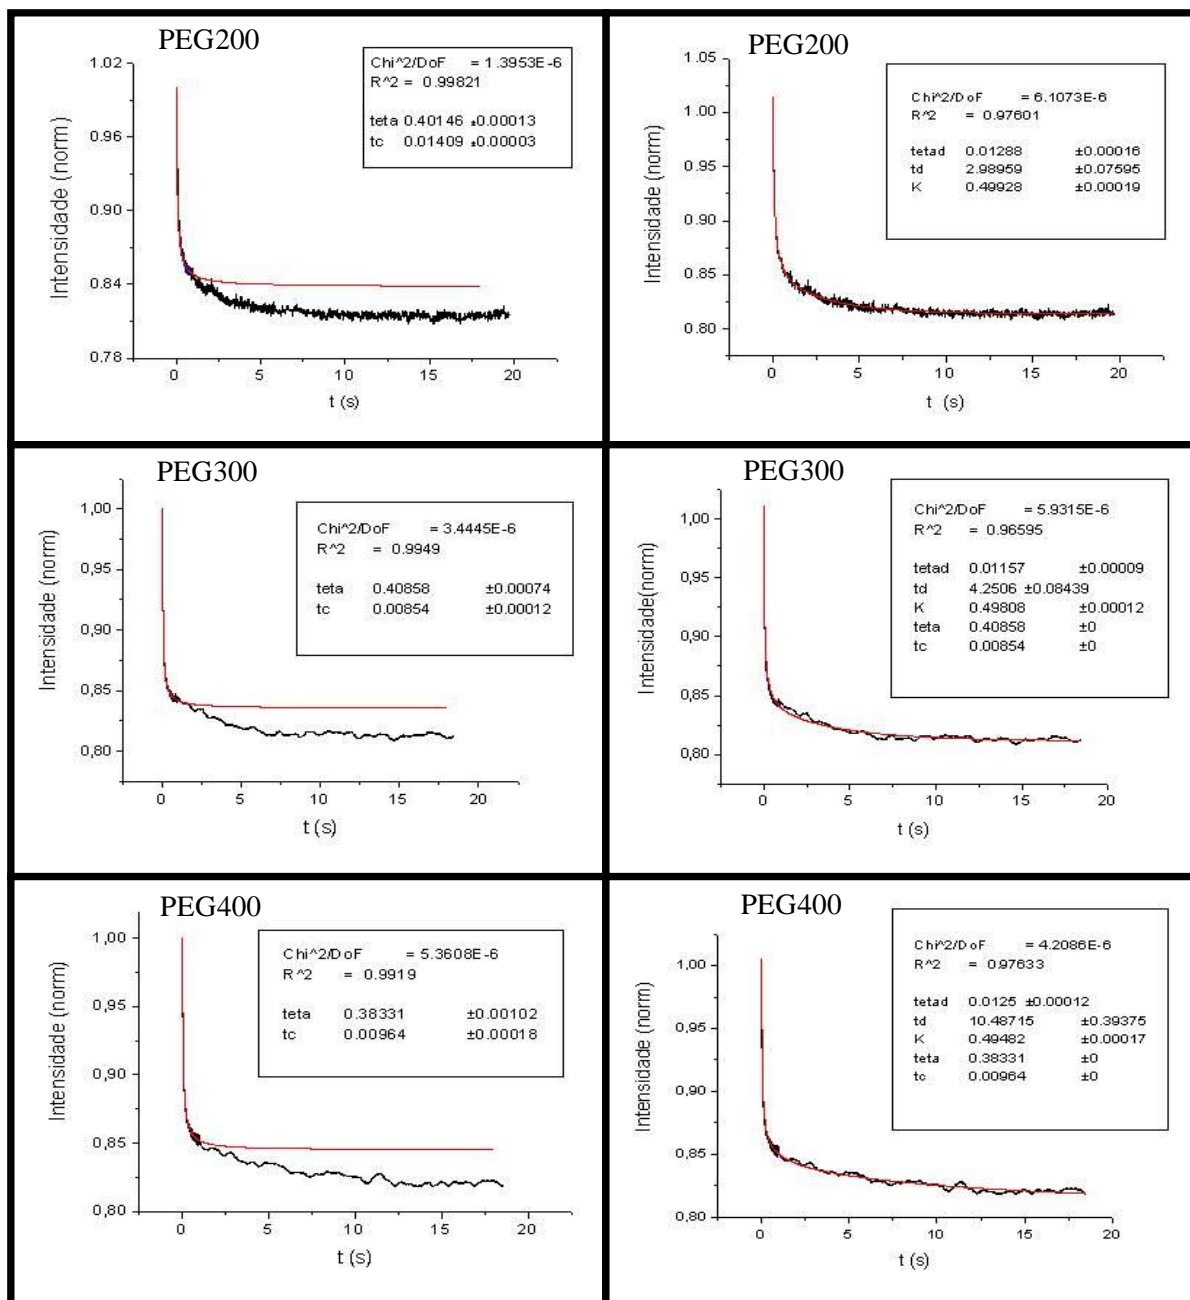 PEG200
Chi^2/DoF = 1.3953E-6
R^2 = 0.99821
teta 0.40146 ±0.00013
tc 0.01409 ±0.00003
Intensidade (norm)
1.02
0.96
0.90
0.84
0.78
0 5 10 15 20
t (s)
PEG200
Chi^2/DoF = 6.1073E-6
R^2 = 0.97601
tetad 0.01288 ±0.00016
td 2.98959 ±0.07595
K 0.49928 ±0.00019
Intensidade (norm)
1.05
1.00
0.95
0.90
0.85
0.80
0 5 10 15 20
t (s)
PEG300
Chi^2/DoF = 3.4445E-6
R^2 = 0.9949
teta 0.40858 ±0.00074
tc 0.00854 ±0.00012
Intensidade (norm)
1,00
0,95
0,90
0,85
0,80
0 5 10 15 20
t (s)
PEG300
Chi^2/DoF = 5.9315E-6
R^2 = 0.96595
tetad 0.01157 ±0.00009
td 4.2506 ±0.08439
K 0.49808 ±0.00012
teta 0.40858 ±0
tc 0.00854 ±0
Intensidade(norm)
1,00
0,95
0,90
0,85
0,80
0 5 10 15 20
t (s)
PEG400
Chi^2/DoF = 5.3608E-6
R^2 = 0.9919
teta 0.38331 ±0.00102
tc 0.00964 ±0.00018
Intensidade (norm)
1,00
0,95
0,90
0,85
0,80
0 5 10 15 20
t (s)
PEG400
Chi^2/DoF = 4.2086E-6
R^2 = 0.97633
tetad 0.0125 ±0.00012
td 10.48715 ±0.39375
K 0.49482 ±0.00017
teta 0.38331 ±0
tc 0.00964 ±0
Intensidade (norm)
1,00
0,95
0,90
0,85
0,80
0 5 10 15 20
t (s)